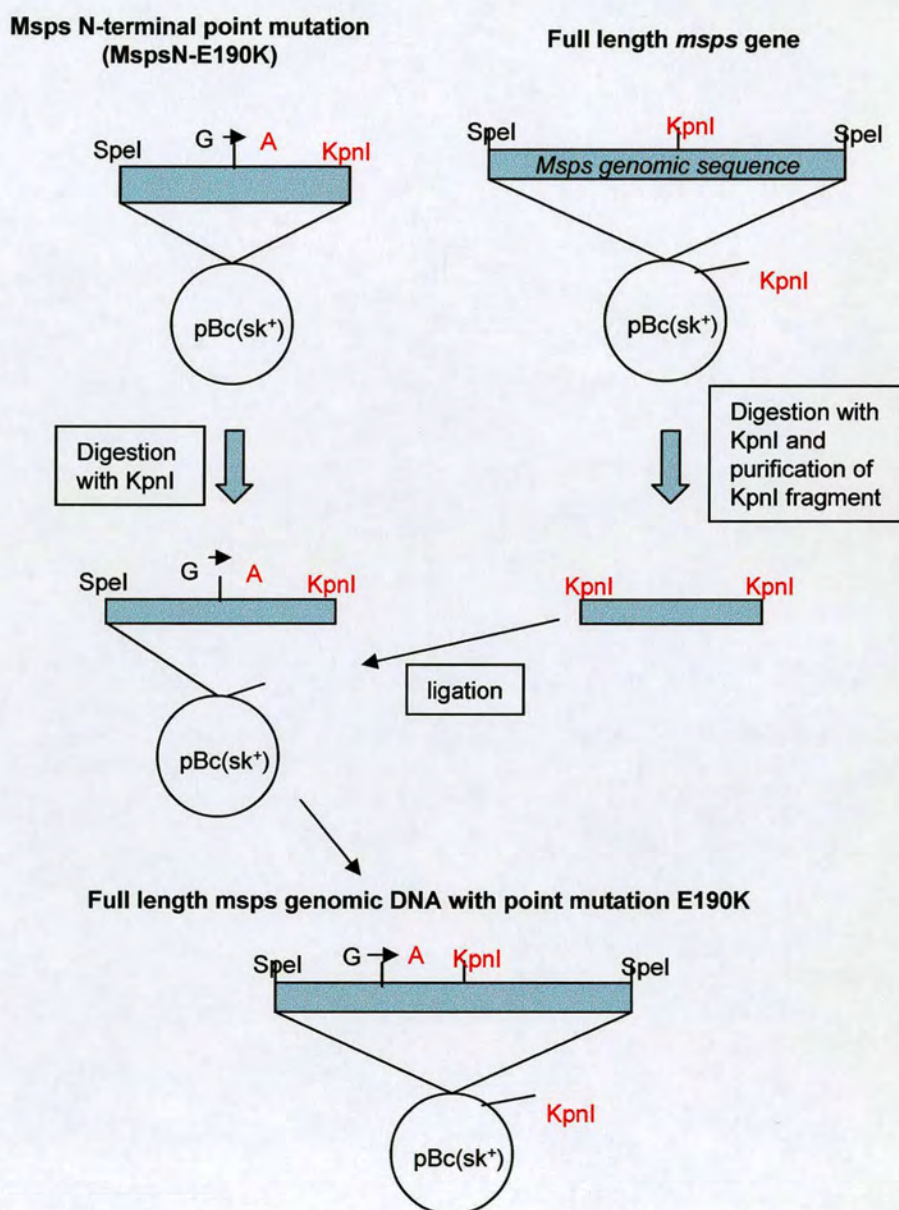 Msps N-terminal point mutation
(MspsN-E190K)
Full length msps gene
SpeI
G
A
KpnI
SpeI
KpnI
SpeI
Msps genomic sequence
pBc(sk⁺)
KpnI
pBc(sk⁺)
Digestion
with KpnI
Digestion with
KpnI and
purification of
KpnI fragment
SpeI
G
A
KpnI
KpnI
KpnI
ligation
pBc(sk⁺)
Full length msps genomic DNA with point mutation E190K
SpeI
G
A
KpnI
SpeI
KpnI
pBc(sk⁺)